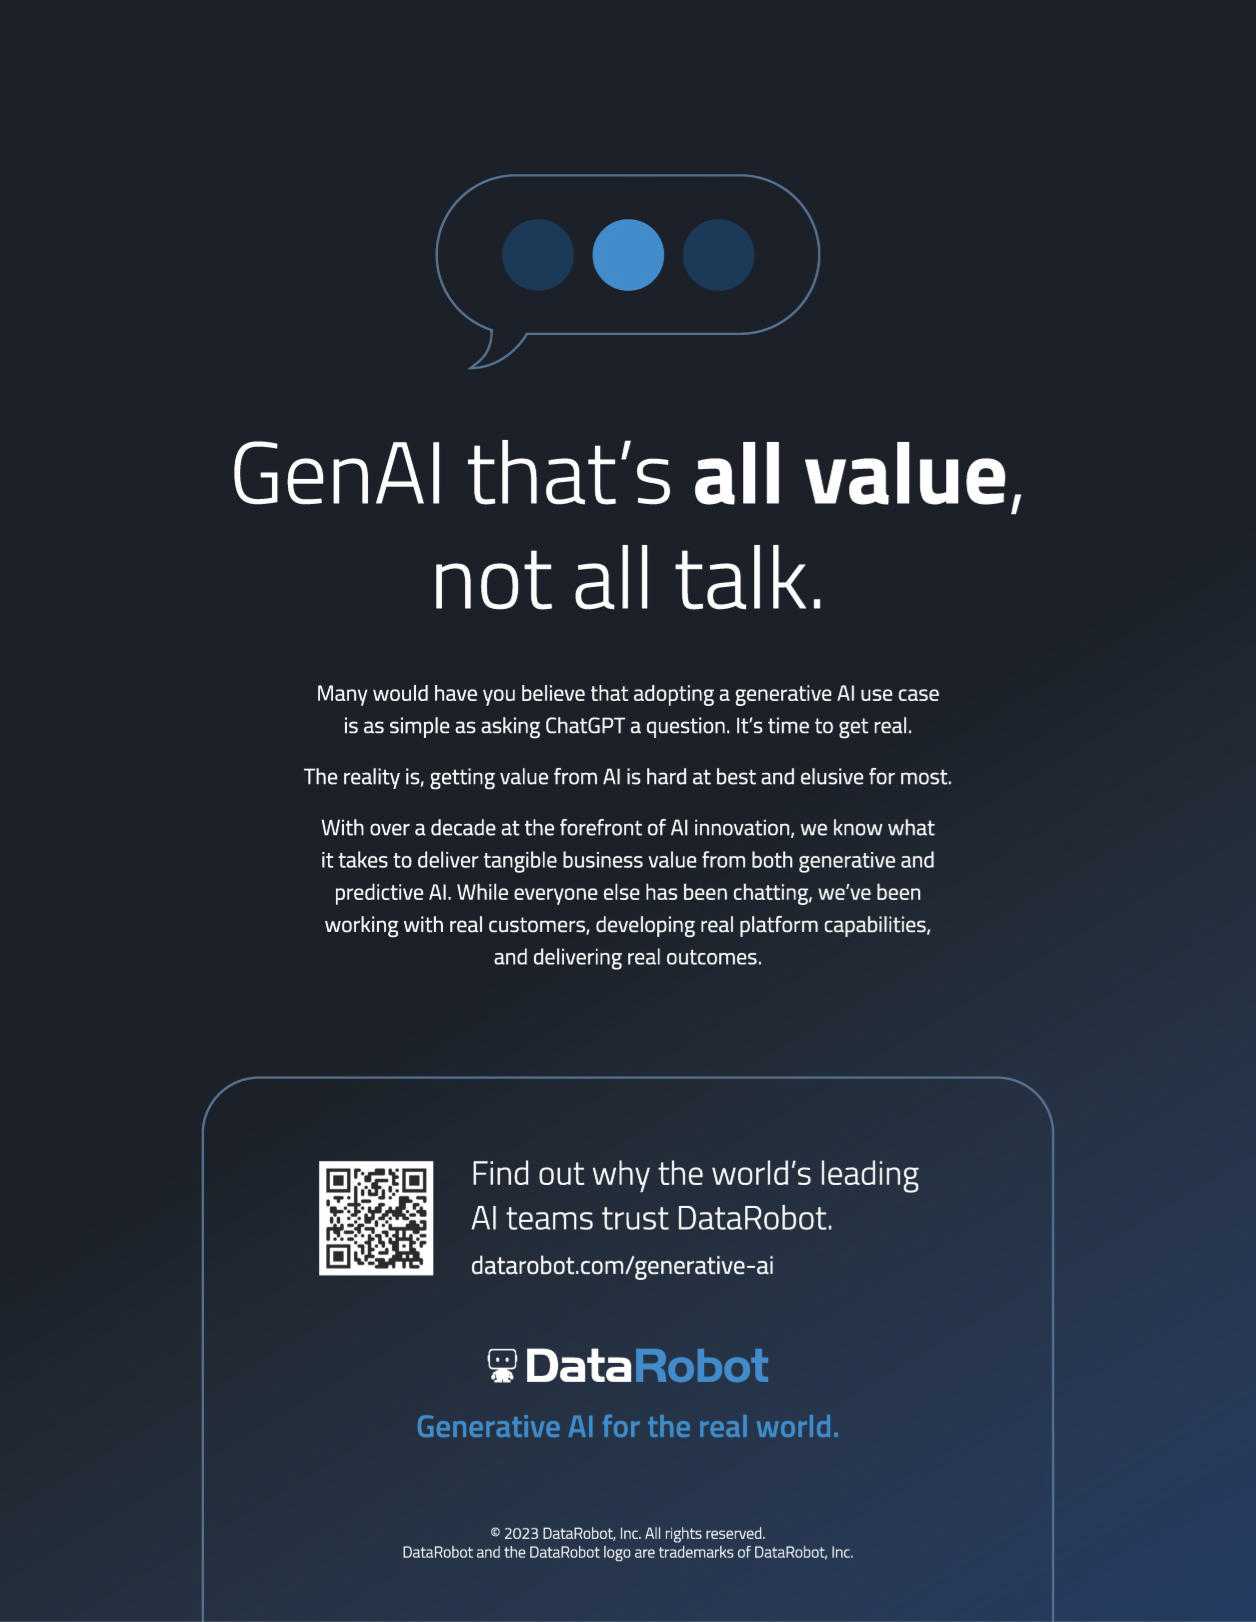 GenAI that’s all value,
not all talk.
Many would have you believe that adopting a generative AI use case
is as simple as asking ChatGPT a question. It’s time to get real.
The reality is, getting value from AI is hard at best and elusive for most.
With over a decade at the forefront of AI innovation, we know what
it takes to deliver tangible business value from both generative and
predictive AI. While everyone else has been chatting, we’ve been
working with real customers, developing real platform capabilities,
and delivering real outcomes.
Find out why the world’s leading
AI teams trust DataRobot.
datarobot.com/generative-ai
DataRobot
Generative AI for the real world.
© 2023 DataRobot, Inc. All rights reserved.
DataRobot and the DataRobot logo are trademarks of DataRobot, Inc.